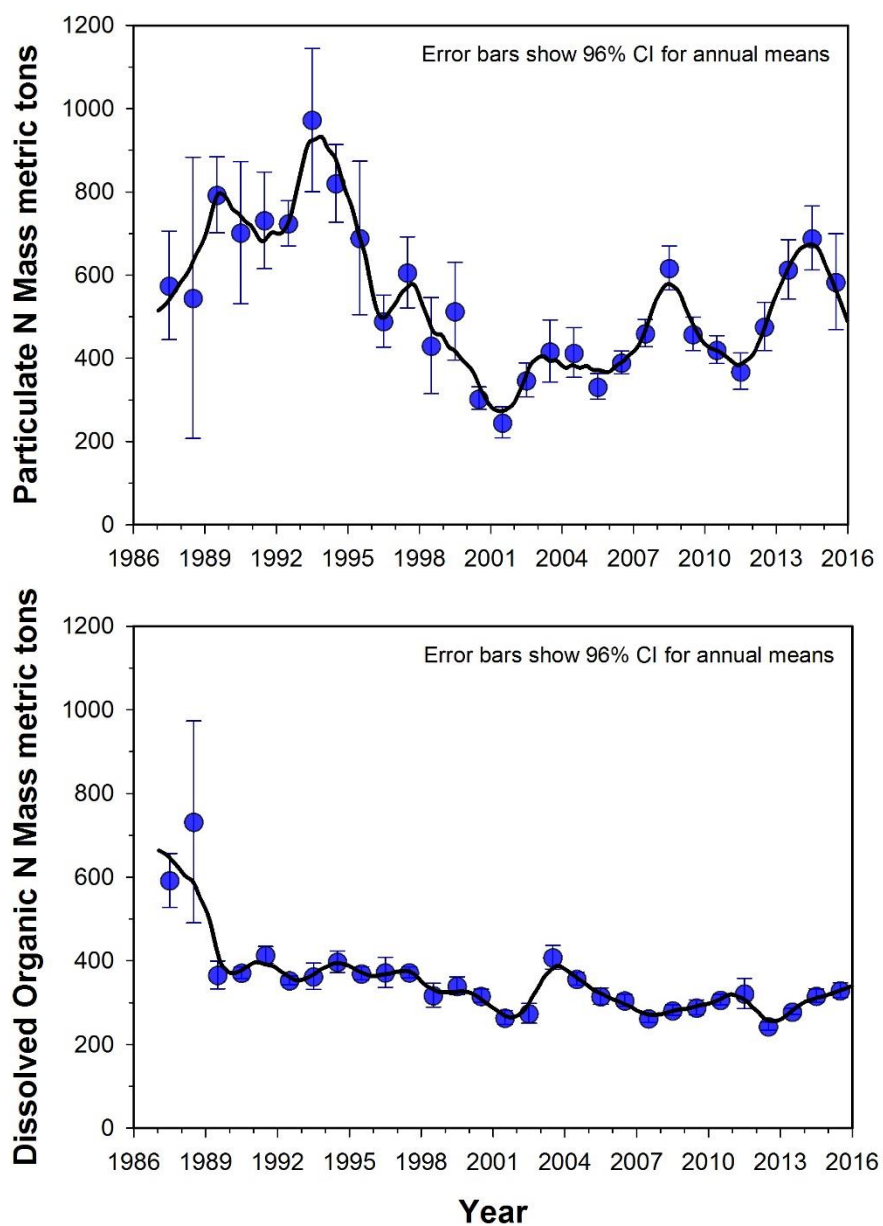 Particulate N Mass metric tons
1200
1000
800
600
400
200
0
Error bars show 96% CI for annual means
1986 1989 1992 1995 1998 2001 2004 2007 2010 2013 2016
Dissolved Organic N Mass metric tons
1200
1000
800
600
400
200
0
Error bars show 96% CI for annual means
1986 1989 1992 1995 1998 2001 2004 2007 2010 2013 2016
Year